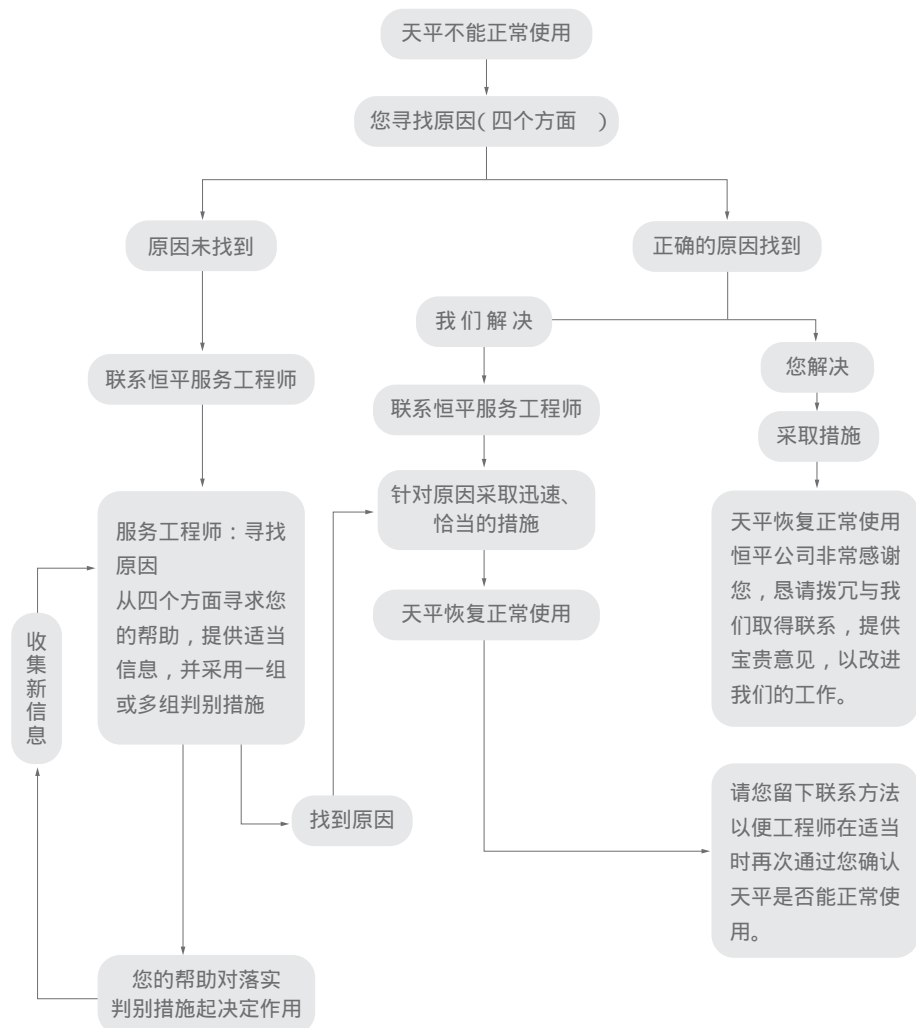 天平不能正常使用
您寻找原因(四个方面 )
原因未找到
正确的原因找到
我们解决
您解决
联系恒平服务工程师
联系恒平服务工程师
采取措施
针对原因采取迅速、
恰当的措施
服务工程师：寻找
原因
从四个方面寻求您
的帮助，提供适当
信息，并采用一组
或多组判别措施
天平恢复正常使用
恒平公司非常感谢
您，恳请拨冗与我
们取得联系，提供
宝贵意见，以改进
我们的工作。
天平恢复正常使用
收集新信息
找到原因
请您留下联系方法
以便工程师在适当
时再次通过您确认
天平是否能正常使
用。
您的帮助对落实
判别措施起决定作用